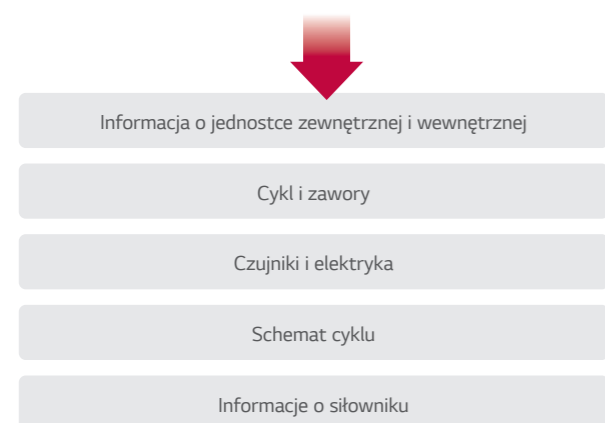 Informacja o jednostce zewnętrznej i wewnętrznej
Cykl i zawory
Czujniki i elektryka
Schemat cyklu
Informacje o siłowniku